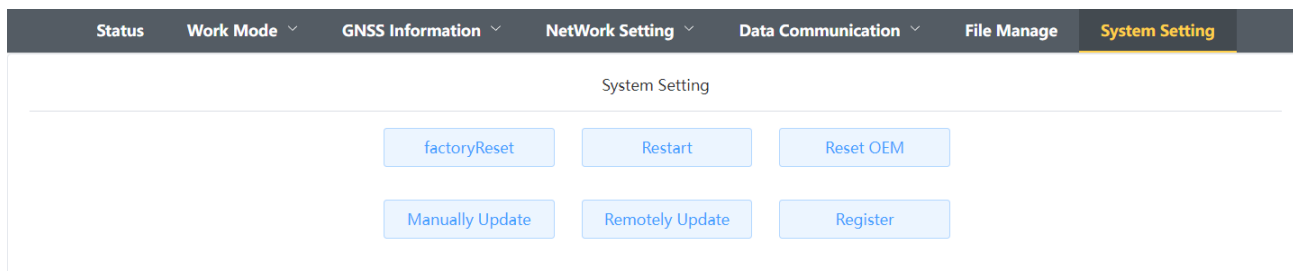 Status Work Mode GNSS Information NetWork Setting Data Communication File Manage System Setting
System Setting
factoryReset Restart Reset OEM
Manually Update Remotely Update Register